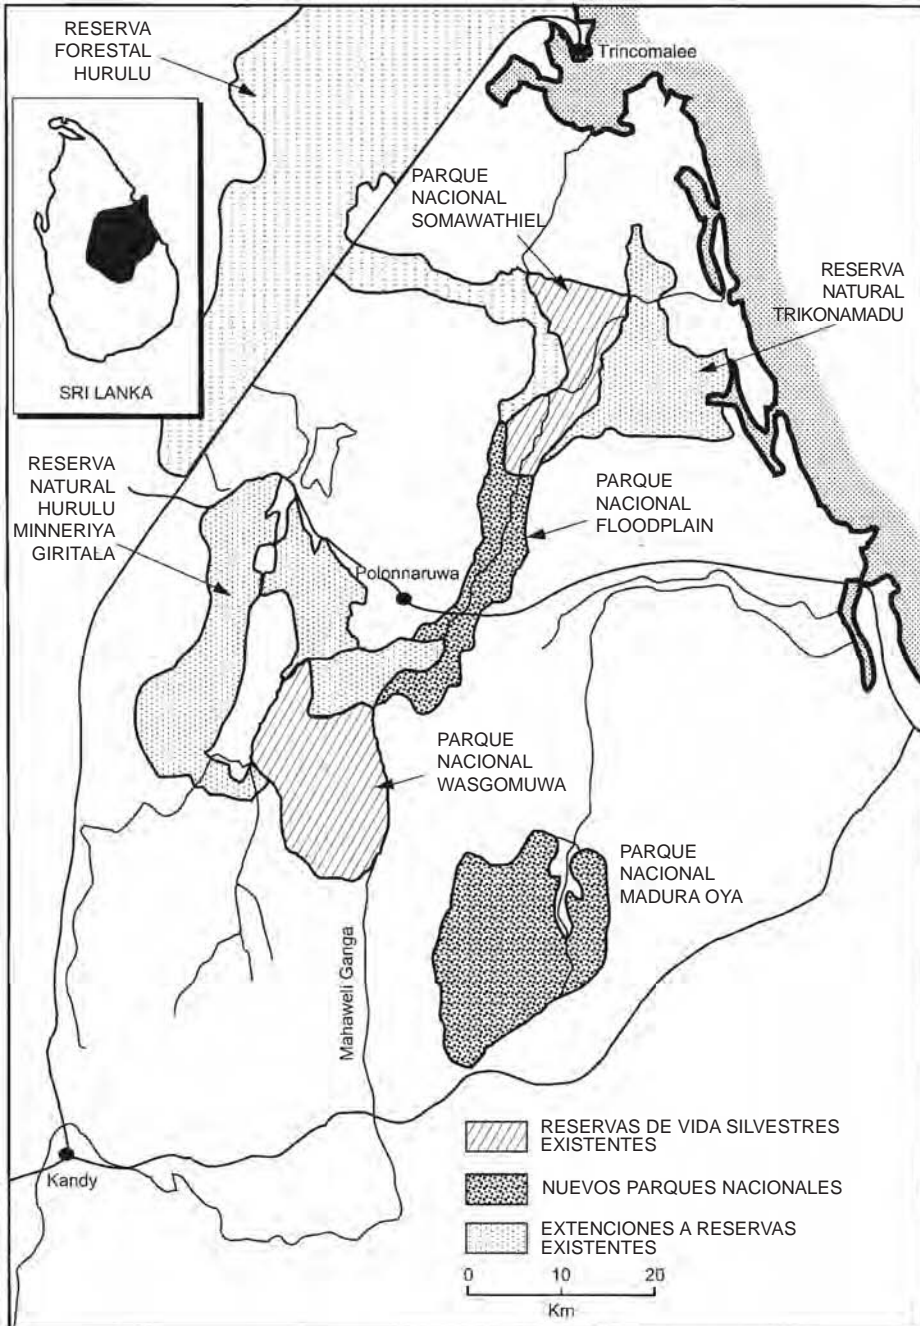 RESERVA
FORESTAL
HURULU
Trincomalee
SRI LANKA
PARQUE
NACIONAL
SOMAWATHIEL
RESERVA
NATURAL
TRIKONAMADU
RESERVA
NATURAL
HURULU
MINNERIYA
GIRITALA
PARQUE
NACIONAL
FLOODPLAIN
Polonnaruwa
PARQUE
NACIONAL
WASGOMUWA
PARQUE
NACIONAL
MADURA OYA
Mahaweli Ganga
Kandy
RESERVAS DE VIDA SILVESTRES
EXISTENTES
NUEVOS PARQUES NACIONALES
EXTENCIONES A RESERVAS
EXISTENTES
0 10 20
Km